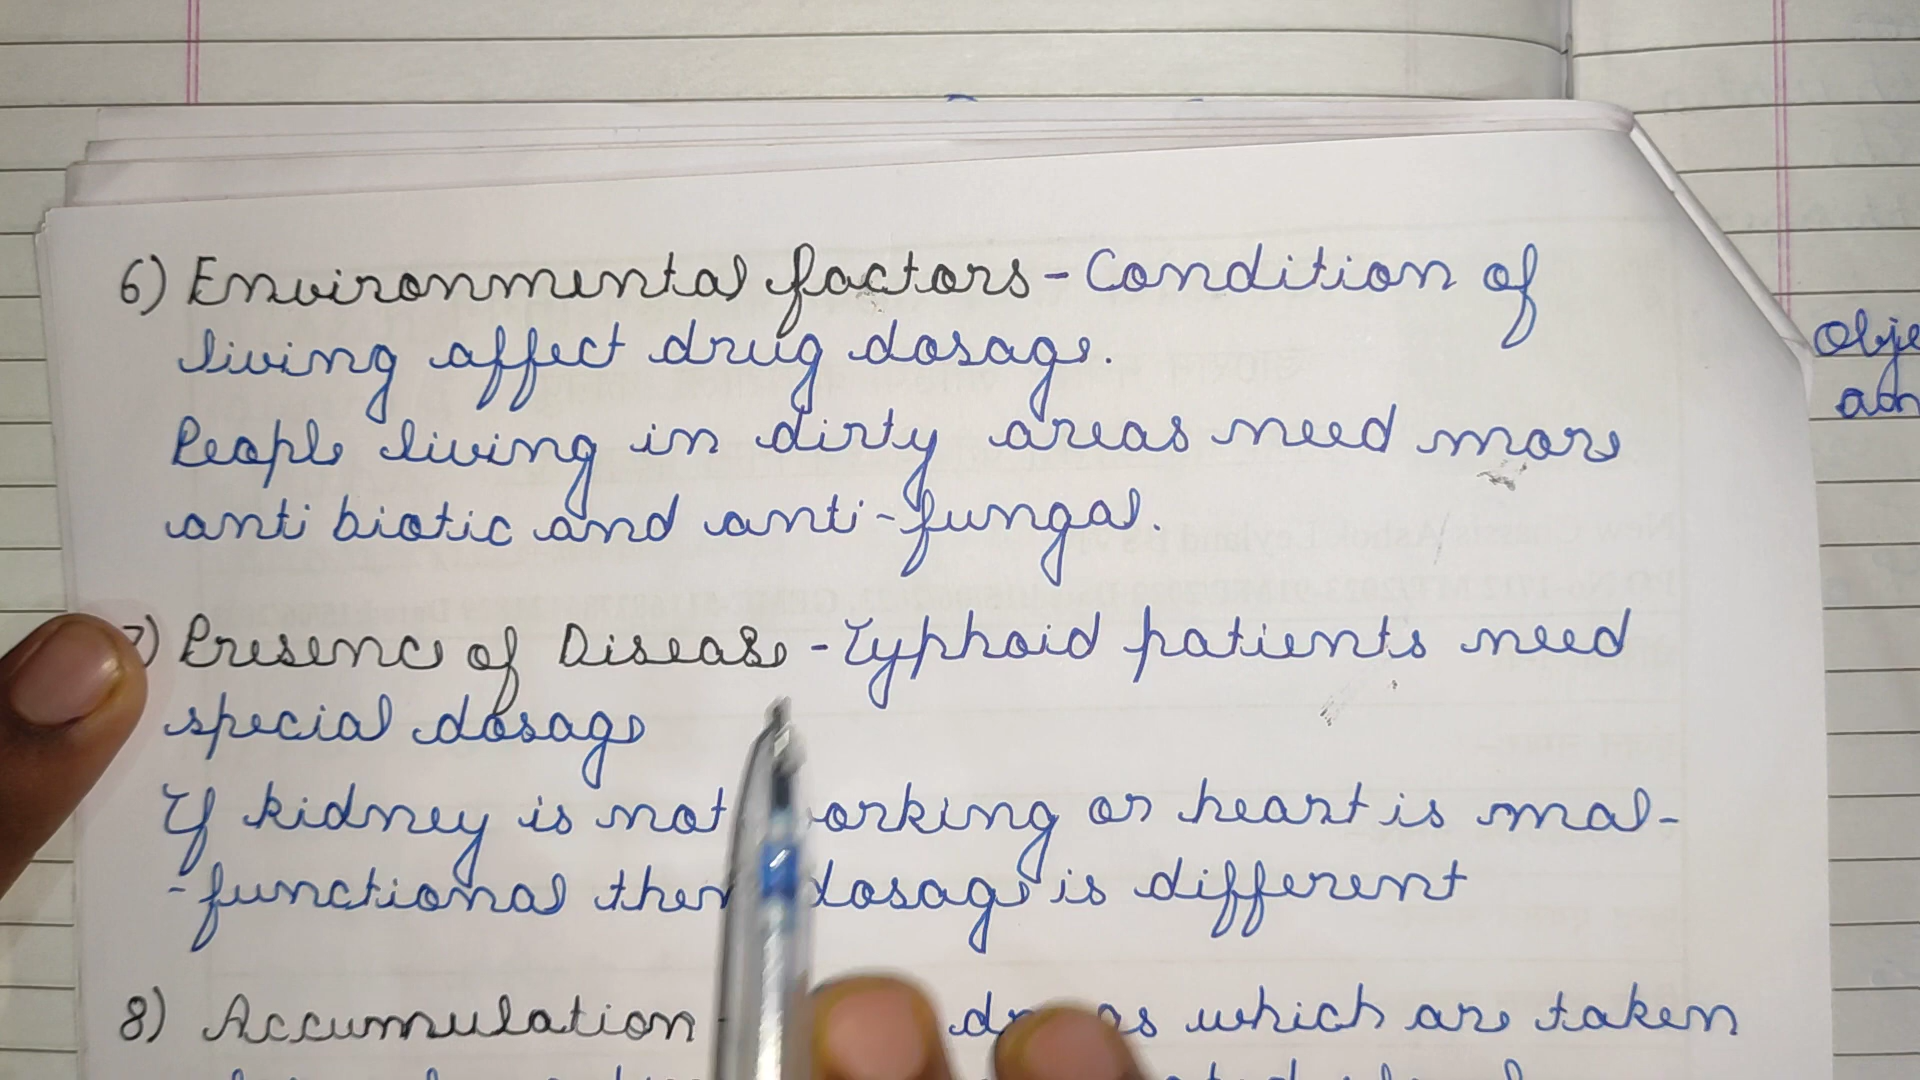 6) Environmental factors - Condition of
living affect drug dosage.
People living in dirty areas need more
anti biotic and anti-fungal.
7) Presence of Disease - Typhoid patients need
special dosage
If kidney is not working or heart is mal-
-functional then dosage is different
8) Accumulation - drugs which are taken